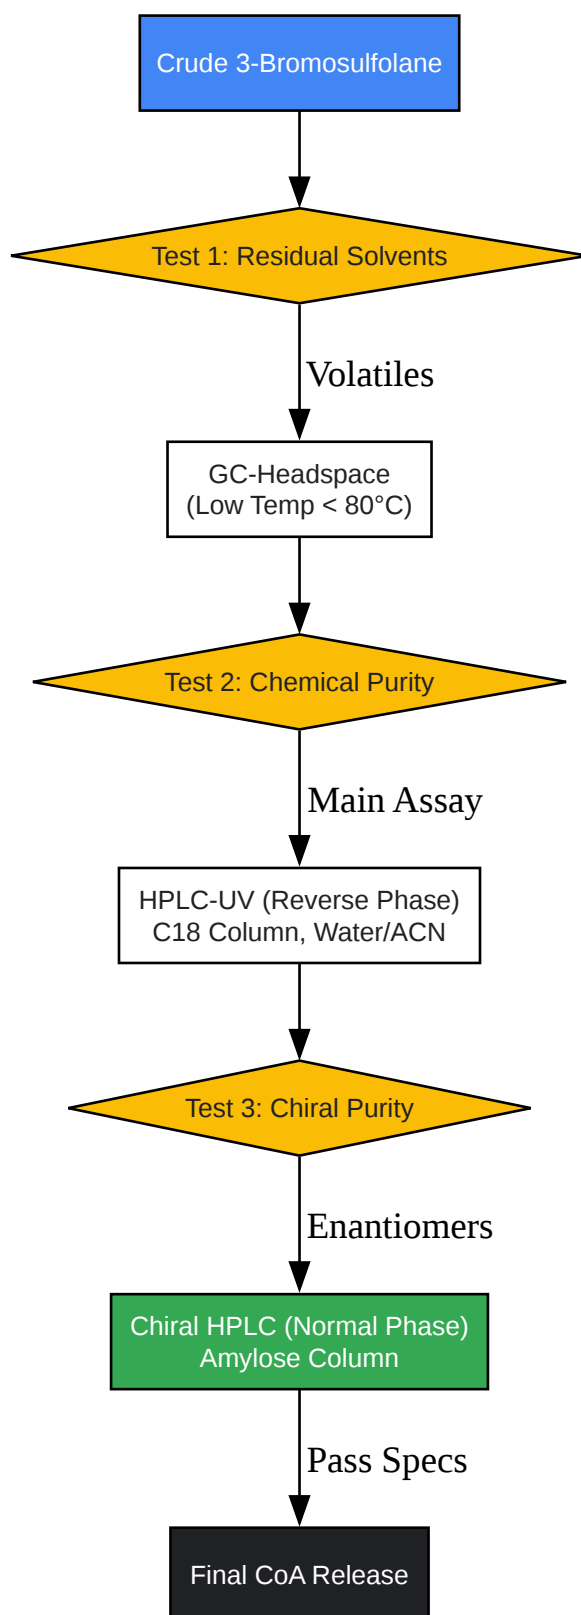 Crude 3-Bromosulfolane
Test 1: Residual Solvents
Volatiles
GC-Headspace
(Low Temp < 80°C)
Test 2: Chemical Purity
Main Assay
HPLC-UV (Reverse Phase)
C18 Column, Water/ACN
Test 3: Chiral Purity
Enantiomers
Chiral HPLC (Normal Phase)
Amylose Column
Pass Specs
Final CoA Release